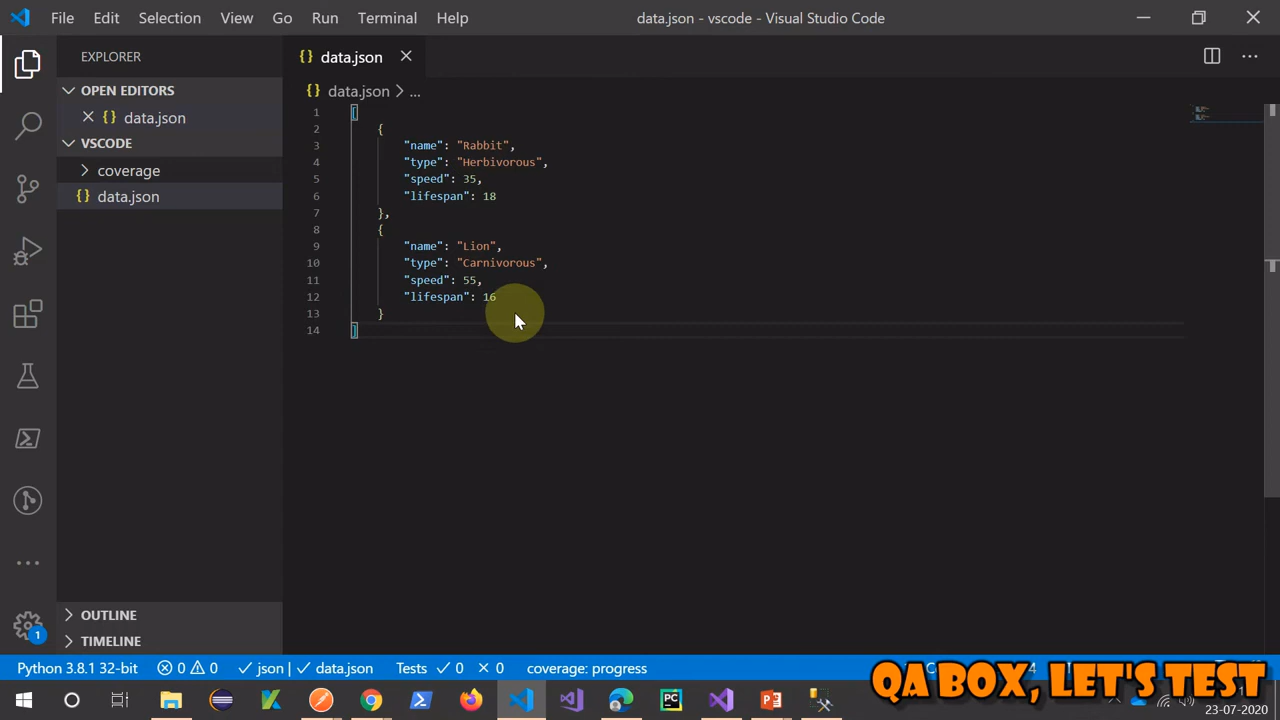 File Edit Selection View Go Run Terminal Help data.json - vscode - Visual Studio Code
EXPLORER
{} data.json
OPEN EDITORS
{} data.json
VSCODE
coverage
{} data.json
{} data.json > ...
1 [
2 {
3 "name": "Rabbit",
4 "type": "Herbivorous",
5 "speed": 35,
6 "lifespan": 18
7 },
8 {
9 "name": "Lion",
10 "type": "Carnivorous",
11 "speed": 55,
12 "lifespan": 16
13 }
14 ]
OUTLINE
TIMELINE
1
Python 3.8.1 32-bit 0 0 json | data.json Tests 0 0 coverage: progress
QA BOX, LET'S TEST
PC
23-07-2020